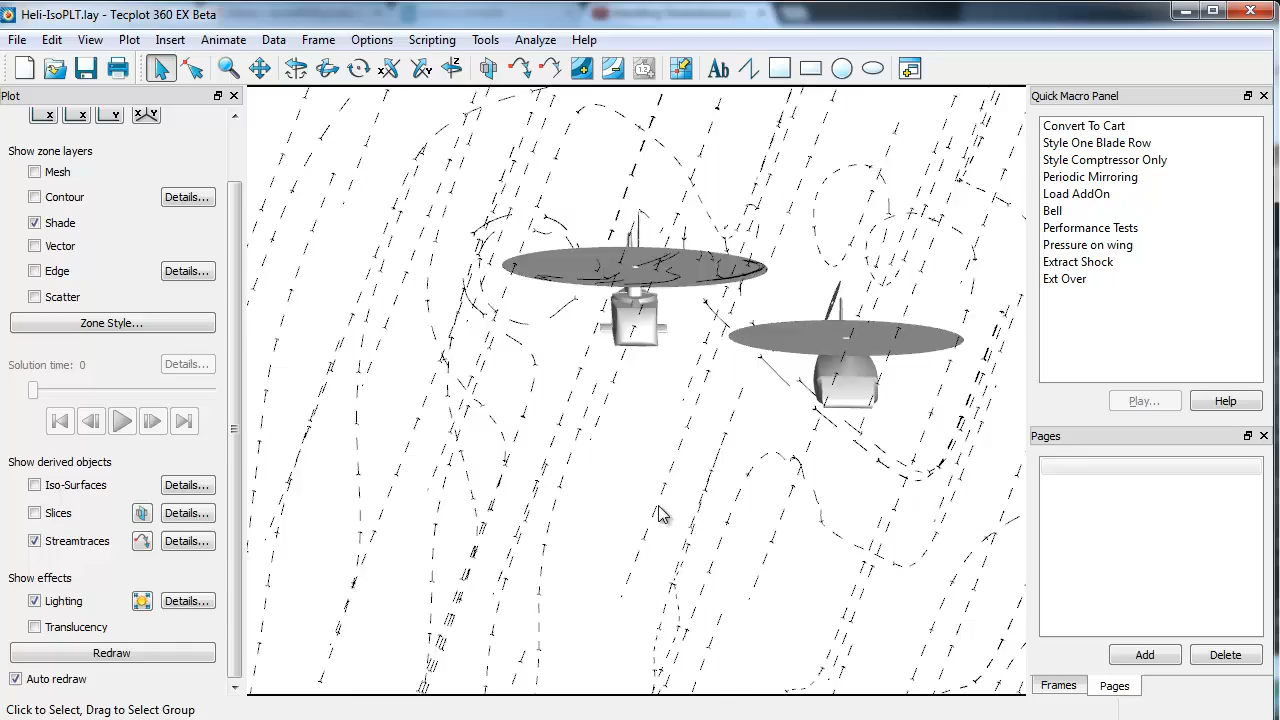 Heli-IsoPLT.lay - Tecplot 360 EX Beta
File Edit View Plot Insert Animate Data Frame Options Scripting Tools Analyze Help
Plot
Show zone layers
Mesh
Contour Details...
Shade
Vector
Edge Details...
Scatter
Zone Style...
Solution time: 0 Details...
Show derived objects
Iso-Surfaces Details...
Slices Details...
Streamtraces Details...
Show effects
Lighting Details...
Translucency
Redraw
Auto redraw
Click to Select, Drag to Select Group
Quick Macro Panel
Convert To Cart
Style One Blade Row
Style Comptressor Only
Periodic Mirroring
Load AddOn
Bell
Performance Tests
Pressure on wing
Extract Shock
Ext Over
Play... Help
Pages
Add Delete
Frames Pages